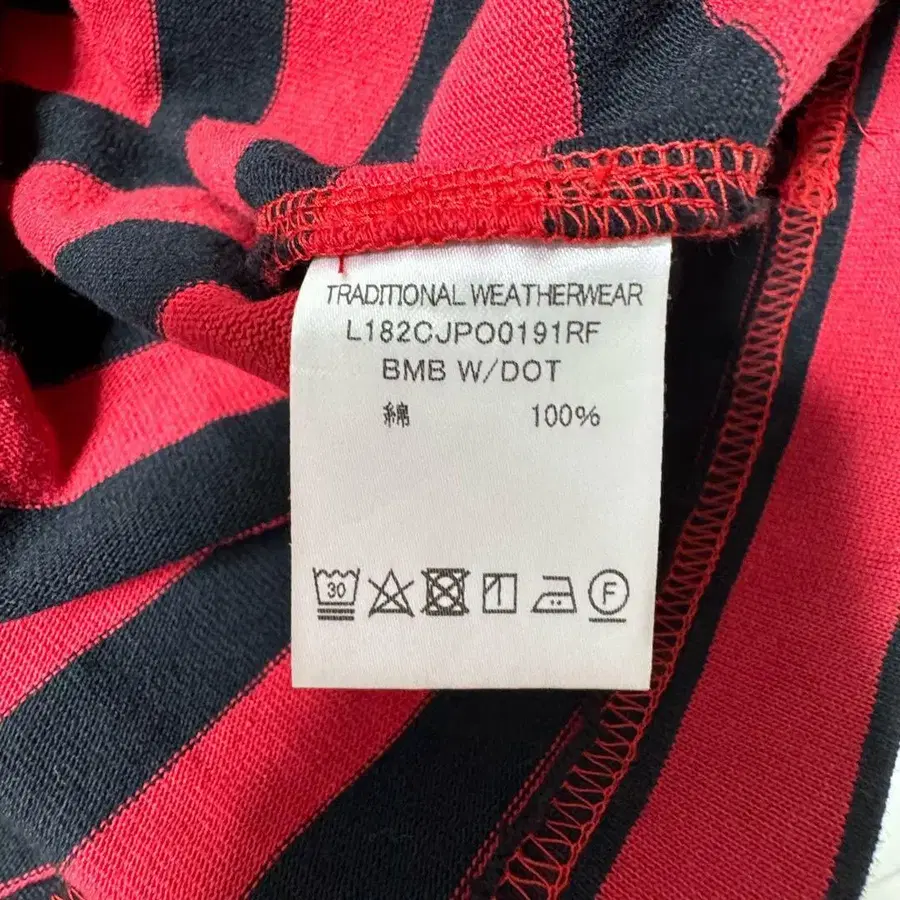 TRADITIONAL WEATHERWEAR
L182CJPO0191RF
BMB W/DOT
綿 100%
30 F